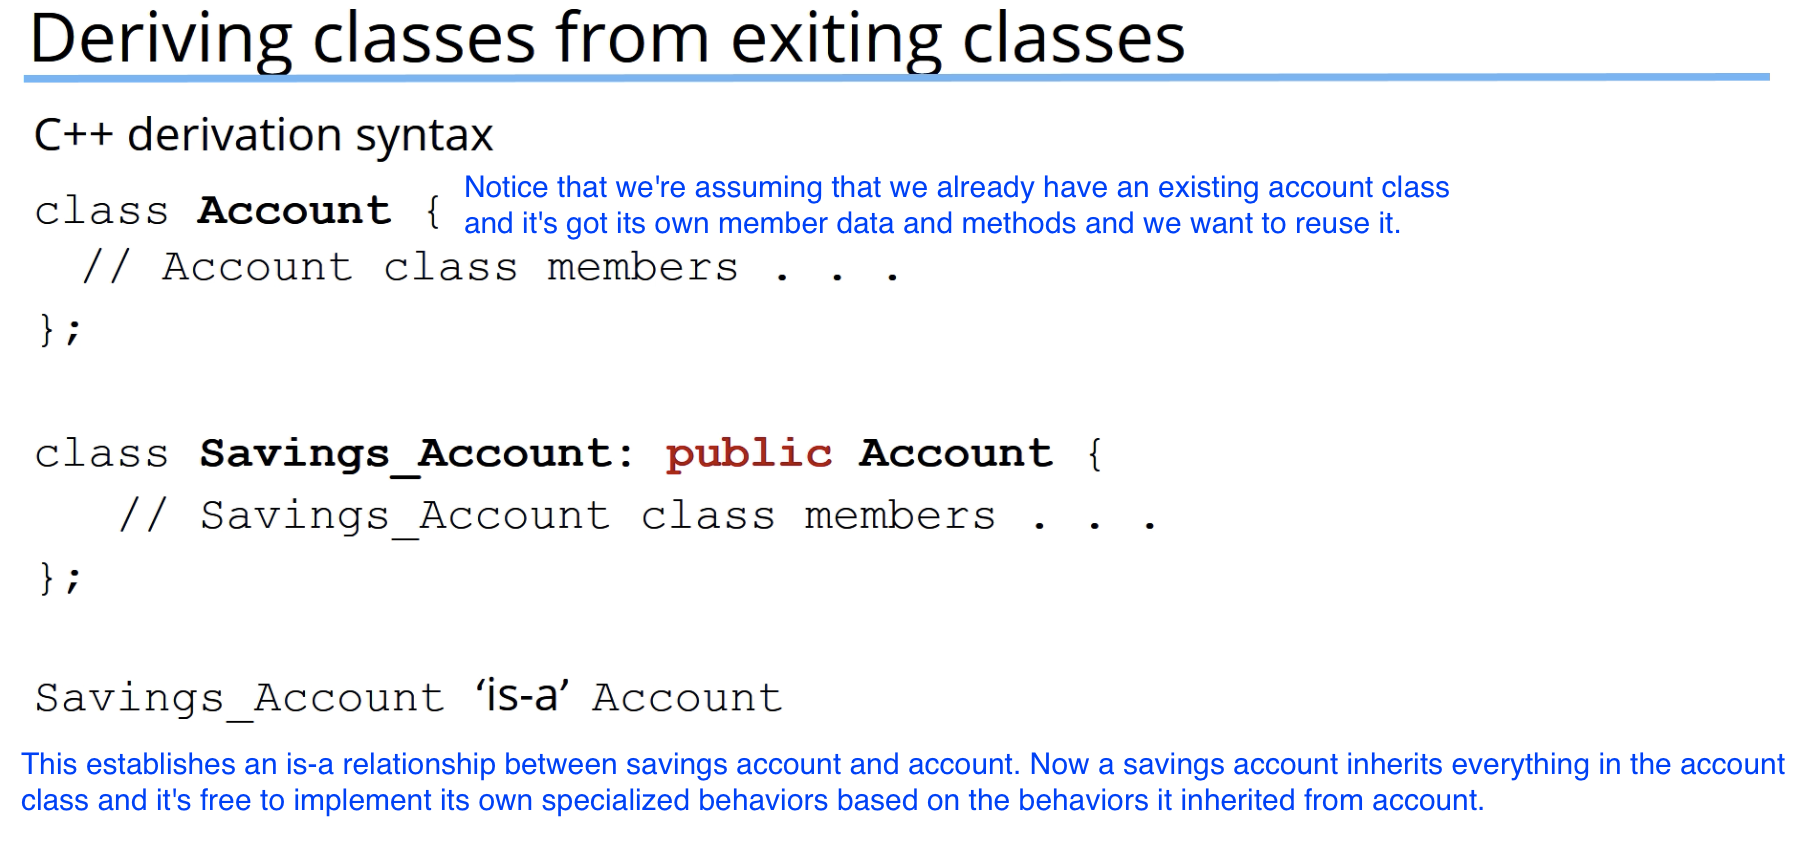 Deriving classes from exiting classes
C++ derivation syntax
class Account {
Notice that we're assuming that we already have an existing account class
and it's got its own member data and methods and we want to reuse it.
// Account class members . . .
};
class Savings_Account: public Account {
// Savings_Account class members . . .
};
Savings_Account ‘is-a’ Account
This establishes an is-a relationship between savings account and account. Now a savings account inherits everything in the account
class and it's free to implement its own specialized behaviors based on the behaviors it inherited from account.